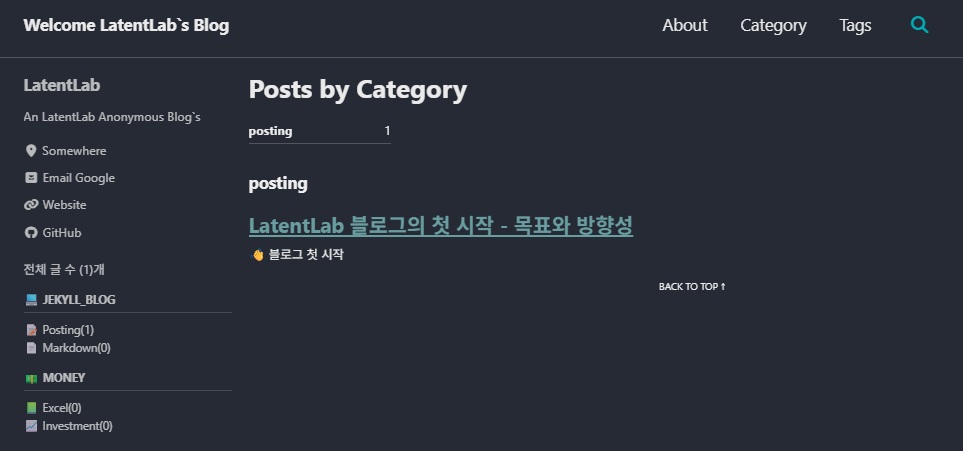 Welcome LatentLab`s Blog
About Category Tags
LatentLab
An LatentLab Anonymous Blog`s
Somewhere
Email Google
Website
GitHub
전체 글 수 (1)개
JEKYLL_BLOG
Posting(1)
Markdown(0)
MONEY
Excel(0)
Investment(0)
Posts by Category
posting 1
posting
LatentLab 블로그의 첫 시작 - 목표와 방향성
👏 블로그 첫 시작
BACK TO TOP ↑